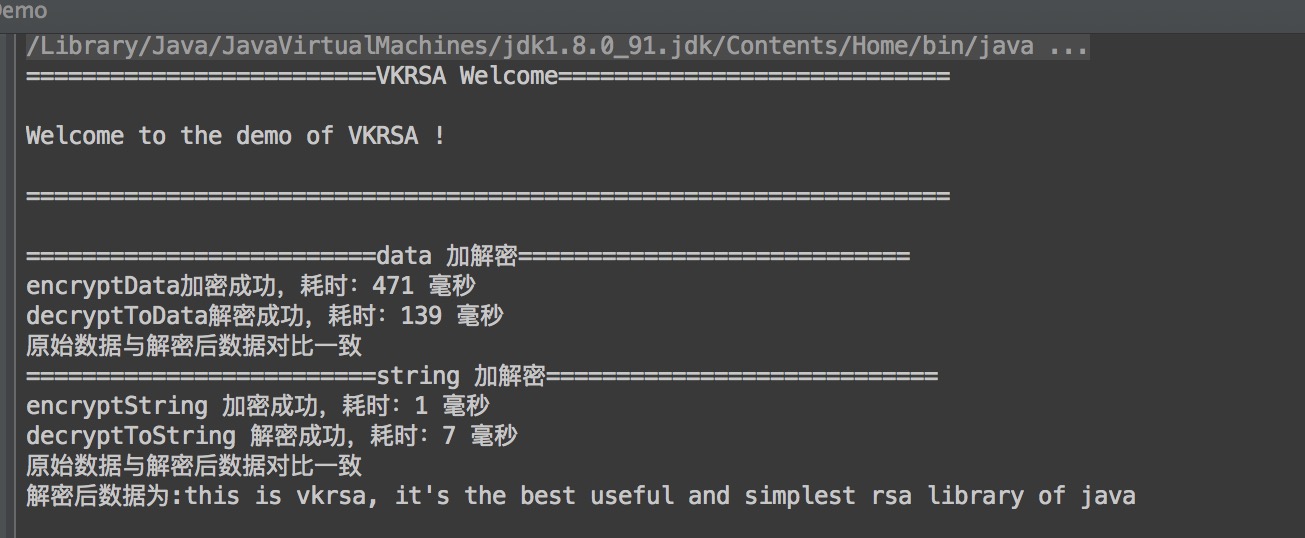 Demo
/Library/Java/JavaVirtualMachines/jdk1.8.0_91.jdk/Contents/Home/bin/java ...
=========================VKRSA Welcome============================
Welcome to the demo of VKRSA !
==================================================================
=========================data 加解密============================
encryptData加密成功，耗时：471 毫秒
decryptToData解密成功，耗时：139 毫秒
原始数据与解密后数据对比一致
=========================string 加解密============================
encryptString 加密成功，耗时：1 毫秒
decryptToString 解密成功，耗时：7 毫秒
原始数据与解密后数据对比一致
解密后数据为:this is vkrsa, it's the best useful and simplest rsa library of java